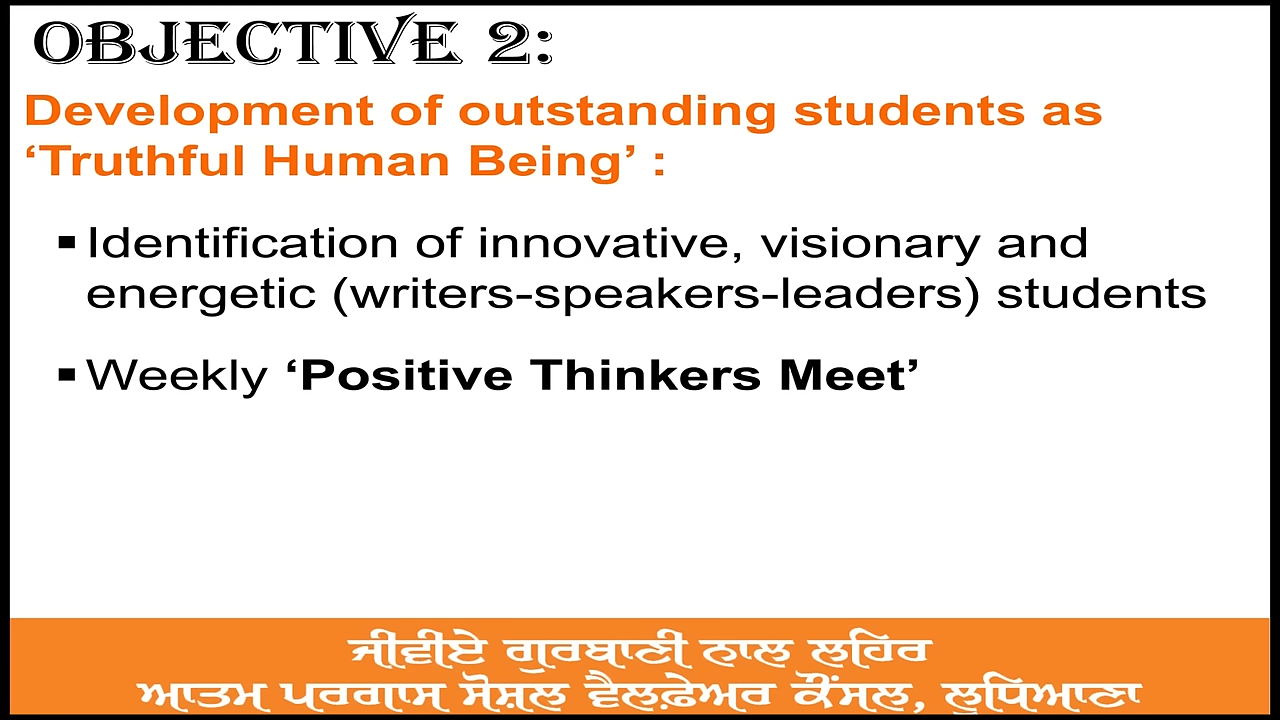 OBJECTIVE 2:
Development of outstanding students as
‘Truthful Human Being’ :
▪ Identification of innovative, visionary and
energetic (writers-speakers-leaders) students
▪ Weekly ‘Positive Thinkers Meet’
ਜੀਵੀਏ ਗੁਰਬਾਣੀ ਨਾਲ ਲਹਿਰ
ਆਤਮ ਪਰਗਾਸ ਸੋਸ਼ਲ ਵੈਲਫ਼ੇਅਰ ਕੌਂਸਲ, ਲੁਧਿਆਣਾ